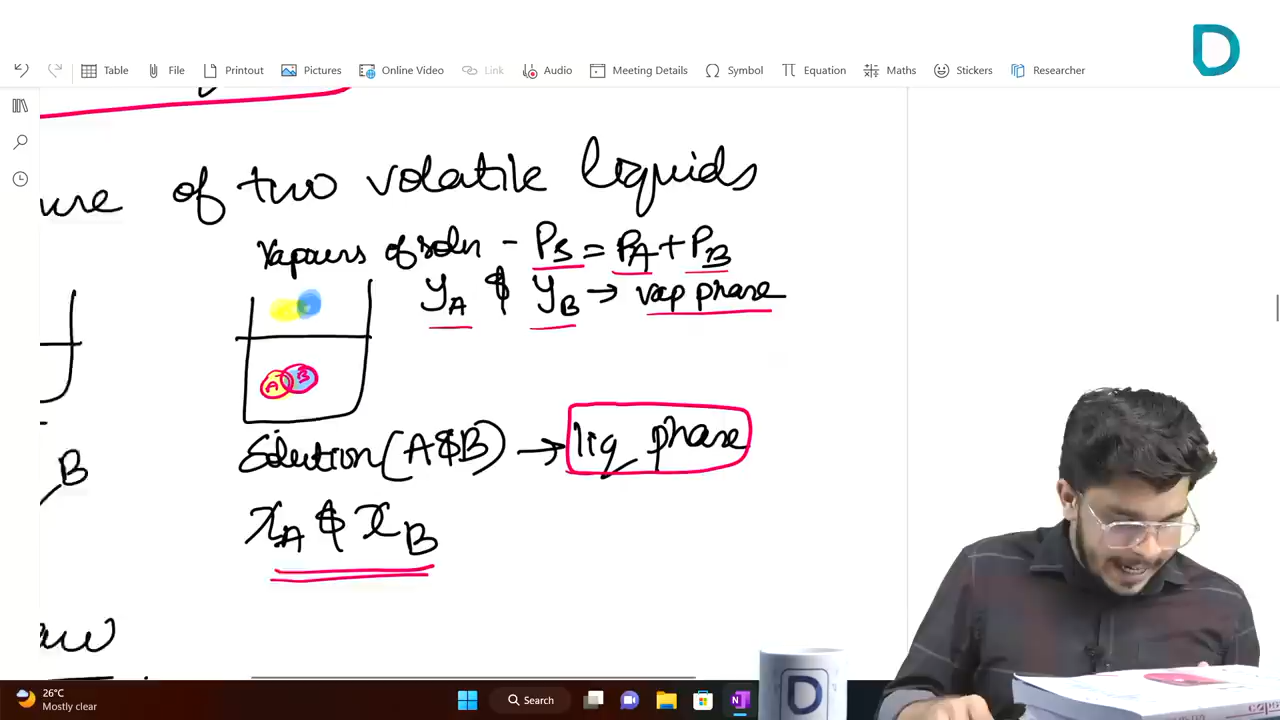 D
Table File Printout Pictures Online Video Link Audio Meeting Details Symbol Equation Maths Stickers Researcher
of two volatile liquids
Vapours of soln - PS = PA + PB
yA & yB → vap phase
A B
Solution (A & B) → liq phase
B
xA & xB
26°C
Mostly clear
Search
D